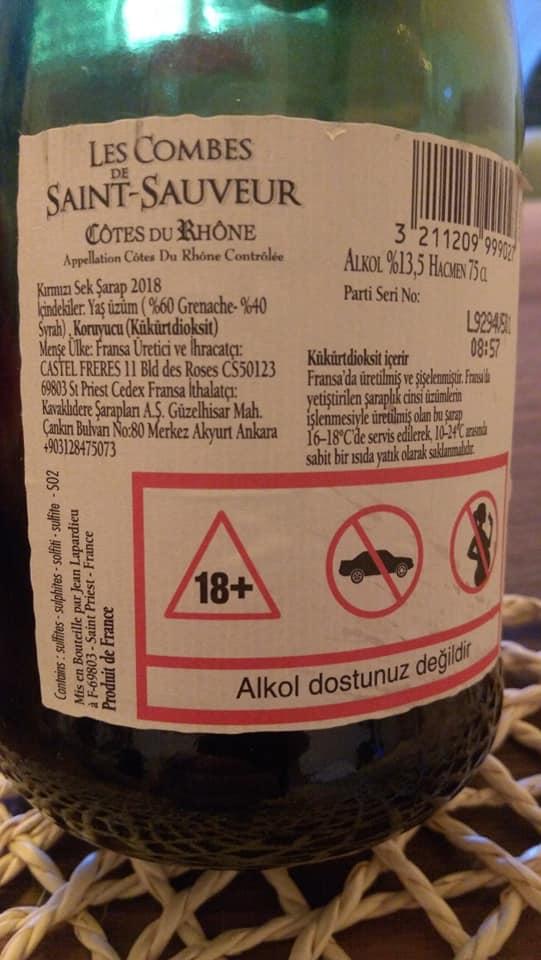 LES COMBES
DE
SAINT-SAUVEUR
CÔTES DU RHÔNE
Appellation Côtes Du Rhône Contrôlée
Kırmızı Sek Şarap 2018
İçindekiler: Yaş üzüm ( %60 Grenache- %40
Syrah) , Koruyucu (Kükürtdioksit)
Menşe Ülke: Fransa Üretici ve İhracatçı:
CASTEL FRERES 11 Bld des Roses CS50123
69803 St Priest Cedex Fransa İthalatçı:
Kavaklıdere Şarapları A.Ş. Güzelhisar Mah.
Çankırı Bulvarı No:80 Merkez Akyurt Ankara
+903128475073
3 211209 999027
ALKOL %13,5 HACMEN 75 CL
Parti Seri No:
08:57
Kükürtdioksit içerir
Fransa'da üretilmiş ve şişelenmiştir. Fransa'da
yetiştirilen şaraplık cinsi üzümlerin
işlenmesiyle üretilmiş olan bu şarap
16-18°C'de servis edilerek, 10-24°C arasında
sabit bir ısıda yatık olarak saklanmalıdır.
Contains : sulfites - sulphites - solfiti - sulfite - SO2
Mis en Bouteille par Jean Lapardieu
à F-69803 - Saint Priest - France
Produit de France
18+
Alkol dostunuz değildir